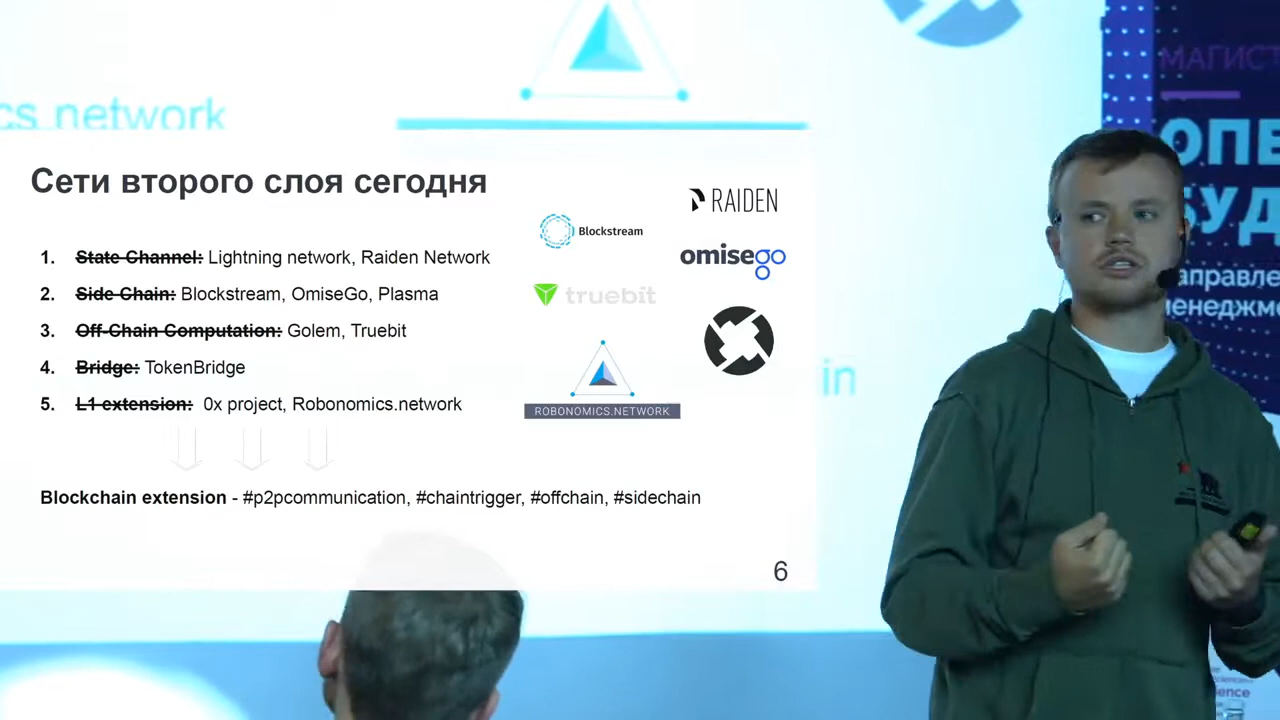 cs.network
Сети второго слоя сегодня
1. State Channel: Lightning network, Raiden Network
2. Side Chain: Blockstream, OmiseGo, Plasma
3. Off-Chain Computation: Golem, Truebit
4. Bridge: TokenBridge
5. L1 extension: 0x project, Robonomics.network
Blockchain extension - #p2pcommunication, #chaintrigger, #offchain, #sidechain
6
RAIDEN
Blockstream
omisego
truebit
ROBONOMICS.NETWORK
in
МАГИСТ
ОПЕ
БУД
аправле
менеджм
ience